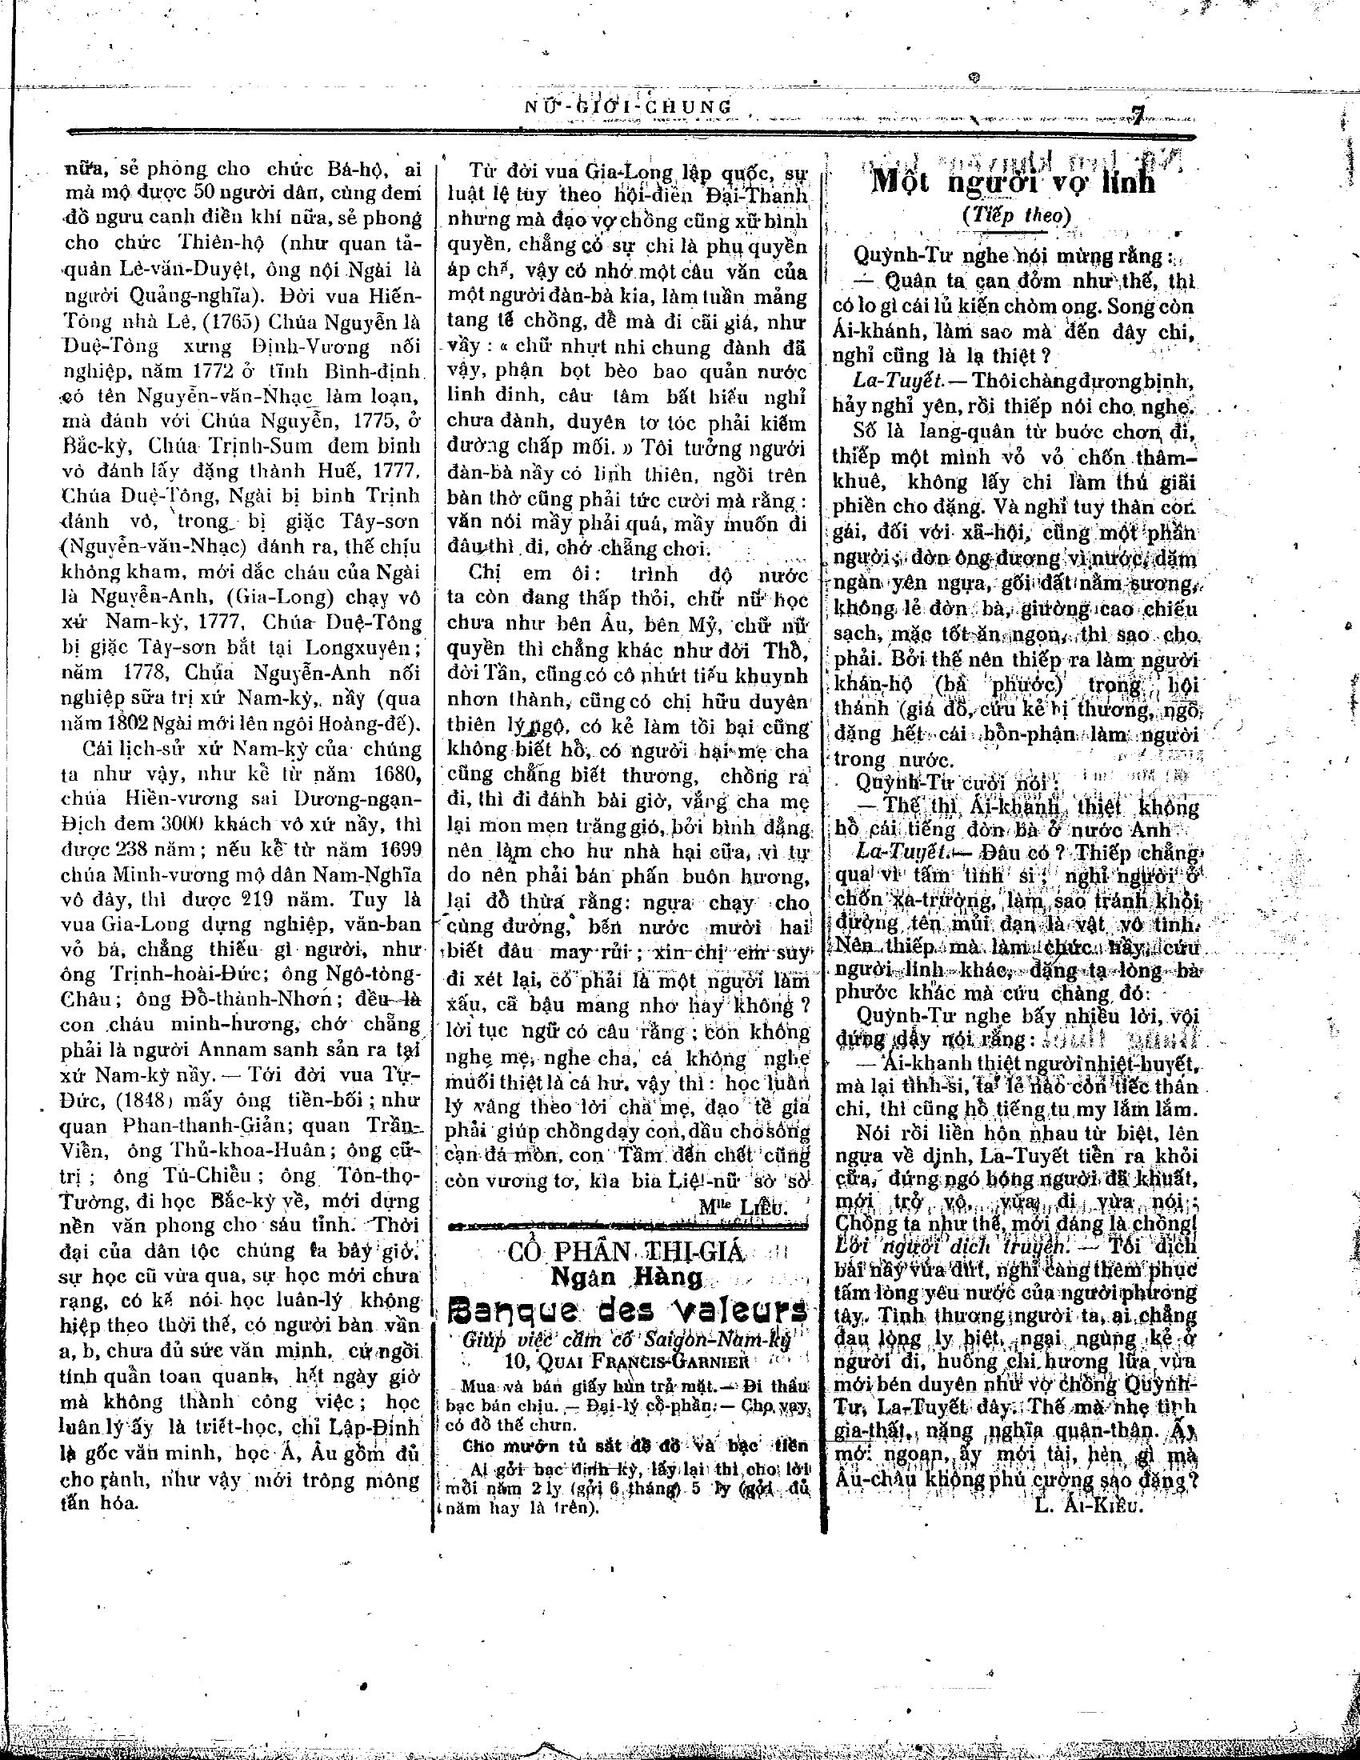 NỮ-GIỚI-CHUNG
7
nữa, sẻ phong cho chức Bá-hộ, ai
mà mộ được 50 người dân, cùng đem
đồ ngưu canh điền khí nữa, sẻ phong
cho chức Thiên-hộ (như quan tả-
quân Lê-văn-Duyệt, ông nội Ngài là
người Quảng-nghĩa). Đời vua Hiến-
Tông nhà Lê, (1765) Chúa Nguyễn là
Duệ-Tông xưng Định-Vương nối
nghiệp, năm 1772 ở tỉnh Bình-định
có tên Nguyễn-văn-Nhạc làm loạn,
mà đánh với Chúa Nguyễn, 1775, ở
Bắc-kỳ, Chúa Trịnh-Sum đem binh
vô đánh lấy đặng thành Huế, 1777,
Chúa Duệ-Tông, Ngài bị binh Trịnh
đánh vô, trong bị giặc Tây-sơn
(Nguyễn-văn-Nhạc) đánh ra, thế chịu
không kham, mới dắc cháu của Ngài
là Nguyễn-Anh, (Gia-Long) chạy vô
xứ Nam-kỳ, 1777, Chúa Duệ-Tông
bị giặc Tây-sơn bắt tại Longxuyên;
năm 1778, Chúa Nguyễn-Anh nối
nghiệp sữa trị xứ Nam-kỳ, nầy (qua
năm 1802 Ngài mới lên ngôi Hoàng-đế).
Cái lịch-sử xứ Nam-kỳ của chúng
ta như vậy, như kể từ năm 1680,
chúa Hiền-vương sai Dương-ngạn-
Địch đem 3000 khách vô xứ nầy, thì
được 238 năm; nếu kể từ năm 1699
chúa Minh-vương mộ dân Nam-Nghĩa
vô đây, thì được 219 năm. Tuy là
vua Gia-Long dựng nghiệp, văn-ban
võ bá, chẳng thiếu gì người, như
ông Trịnh-hoài-Đức; ông Ngô-tòng-
Châu; ông Đỗ-thành-Nhơn; đều là
con cháu minh-hương, chớ chẳng
phải là người Annam sanh sản ra tại
xứ Nam-kỳ nầy. — Tới đời vua Tự-
Đức, (1848) mấy ông tiền-bối; như
quan Phan-thanh-Giản; quan Trần-
Viễn, ông Thủ-khoa-Huân; ông cữ-
trị; ông Tú-Chiểu; ông Tôn-thọ-
Tường, đi học Bắc-kỳ về, mới dựng
nền văn phong cho sáu tỉnh. Thời
đại của dân tộc chúng ta bây giờ,
sự học cũ vừa qua, sự học mới chưa
rạng, có kẻ nói học luân-lý không
hiệp theo thời thế, có người bàn vần
a, b, chưa đủ sức văn minh, cứ ngồi
tính quẩn toan quanh, hết ngày giờ
mà không thành công việc; học
luân lý ấy là triết-học, chỉ Lập-Định
là gốc văn minh, học Á, Âu gồm đủ
cho rành, như vậy mới trông mông
tấn hóa.
Từ đời vua Gia-Long lập quốc, sự
luật lệ tùy theo hội-điển Đại-Thanh
nhưng mà đạo vợ chồng cũng xữ bình
quyền, chẳng có sự chi là phụ quyền
áp chế, vậy có nhớ một câu văn của
một người đàn-bà kia, làm tuần mảng
tang tế chồng, đề mà đi cãi giá, như
vầy : « chữ nhựt nhi chung đành đã
vậy, phận bọt bèo bao quản nước
linh đinh, câu tâm bất hiếu nghỉ
chưa đành, duyên tơ tóc phải kiếm
đường chấp mối. » Tôi tưởng người
đàn-bà nầy có linh thiên, ngồi trên
bàn thờ cũng phải tức cười mà rằng :
văn nói mầy phải quá, mầy muốn đi
đâu thì đi, chớ chẳng chơi.
Chị em ôi : trình độ nước
ta còn đang thấp thỏi, chữ nữ học
chưa như bên Âu, bên Mỷ, chữ nữ
quyền thì chẳng khác như đời Thổ,
đời Tần, cũng có cô nhứt tiếu khuynh
nhơn thành, cũng có chị hữu duyên
thiên lý ngộ, có kẻ làm tồi bại cũng
không biết hổ, có người hại mẹ cha
cũng chẳng biết thương, chồng ra
đi, thì đi đánh bài giờ, vắng cha mẹ
lại mon men trăng gió, bởi bình đẳng
nên làm cho hư nhà hại cữa, vì tự
do nên phải bán phấn buôn hương,
lại đổ thừa rằng: ngựa chạy cho
cùng đường, bến nước mười hai
biết đâu may rủi; xin chị em suy
đi xét lại, có phải là một người làm
xấu, cã bậu mang nhơ hay không?
lời tục ngữ có câu rằng; con không
nghe mẹ, nghe cha, cá không nghe
muối thiệt là cá hư, vậy thì: học luân
lý vâng theo lời cha mẹ, đạo tề gia
phải giúp chồng dạy con, dầu cho sông
cạn đá mòn, con Tằm đến chết cũng
còn vương tơ, kìa bia Liệt-nữ sờ sờ
Mlle LIỄU.
CỔ PHẦN THỊ-GIÁ
Ngân Hàng
Banque des valeurs
Giúp việc cầm cố Saigon-Nam-kỳ
10, QUAI FRANCIS-GARNIER
Mua và bán giấy hùn trả mặt. — Đi thầu
bạc bán chịu. — Đại-lý cổ-phần. — Cho vay
có đồ thế chưn.
Cho mướn tủ sắt để đồ và bạc tiền
Ai gởi bạc định kỳ, lấy lại thì cho lời
mỗi năm 2 ly (gởi 6 tháng) 5 ly (gởi đủ
năm hay là trên).
Một người vợ lính
(Tiếp theo)
Quỳnh-Tư nghe nói mừng rằng :
— Quân ta can đởm như thế, thì
có lo gì cái lủ kiến chòm ong. Song còn
Ái-khánh, làm sao mà đến đây chi,
nghỉ cũng là lạ thiệt?
La-Tuyết. — Thôi chàng đương bịnh,
hảy nghỉ yên, rồi thiếp nói cho nghe.
Số là lang-quân từ bước chơn đi,
thiếp một mình vỏ vỏ chốn thâm-
khuê, không lấy chi làm thú giãi
phiền cho đặng. Và nghỉ tuy thân con
gái, đối với xã-hội, cũng một phần
người; đờn ông đương vì nước, dặm
ngàn yên ngựa, gối đất nằm sương,
không lẻ đờn bà, giường cao chiếu
sạch, mặc tốt ăn ngon, thì sao cho
phải. Bởi thế nên thiếp ra làm người
khán-hộ (bà phước) trong hội
thánh (giá đỡ, cứu kẻ bị thương, ngõ
đặng hết cái bổn-phận làm người
trong nước.
Quỳnh-Tư cười nói :
— Thế thì Ái-khanh thiệt không
hổ cái tiếng đờn bà ở nước Anh
La-Tuyết. — Đâu có? Thiếp chẳng
qua vì tấm tình si; nghỉ người ở
chốn xa-trường, làm sao tránh khỏi
đường tên mủi đạn là vật vô tình.
Nên thiếp mà làm chức nầy, cứu
người lính khác, đặng tạ lòng bà
phước khác mà cứu chàng đó:
Quỳnh-Tư nghe bấy nhiêu lời, vội
đứng dậy nói rằng :
— Ái-khanh thiệt người nhiệt-huyết,
mà lại tình-si, ta lẻ nào còn tiếc thân
chi, thì cũng hổ tiếng tu my lắm lắm.
Nói rồi liền hôn nhau từ biệt, lên
ngựa về dịnh, La-Tuyết tiển ra khỏi
cữa, đứng ngó bóng người đã khuất,
mới trở vô, vừa đi vừa nói :
Chồng ta như thế, mới đáng là chồng!
Lời người dịch truyện. — Tôi dịch
bài nầy vừa dứt, nghỉ càng thêm phục
tấm lòng yêu nước của người phương
tây. Tình thương người ta, ai chẳng
đau lòng ly biệt, ngại ngùng kẻ ở
người đi, huống chi hương lửa vừa
mới bén duyên như vợ chồng Quỳnh-
Tư, La-Tuyết đây. Thế mà nhẹ tình
gia-thất, nặng nghĩa quân-thân. Ấy
mới ngoan, ấy mới tài, hèn gì mà
Âu-châu không phú cường sao đặng?
L. ÁI-KIỀU.